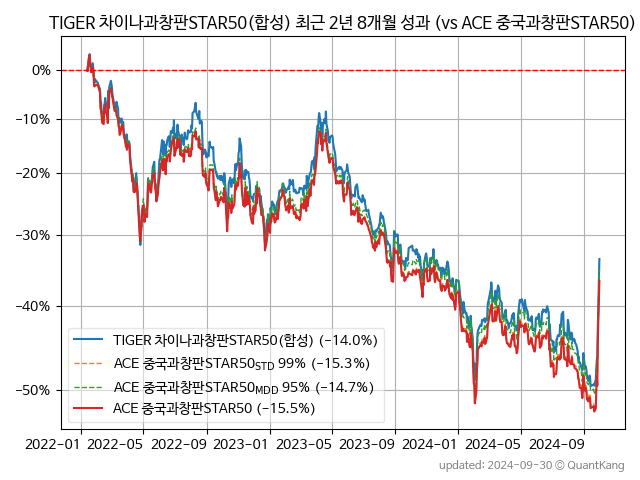 TIGER 차이나과창판STAR50(합성) 최근 2년 8개월 성과 (vs ACE 중국과창판STAR50)
0%
-10%
-20%
-30%
-40%
-50%
TIGER 차이나과창판STAR50(합성) (-14.0%)
ACE 중국과창판STAR50STD 99% (-15.3%)
ACE 중국과창판STAR50MDD 95% (-14.7%)
ACE 중국과창판STAR50 (-15.5%)
2022-01 2022-05 2022-09 2023-01 2023-05 2023-09 2024-01 2024-05 2024-09
updated: 2024-09-30 © QuantKang